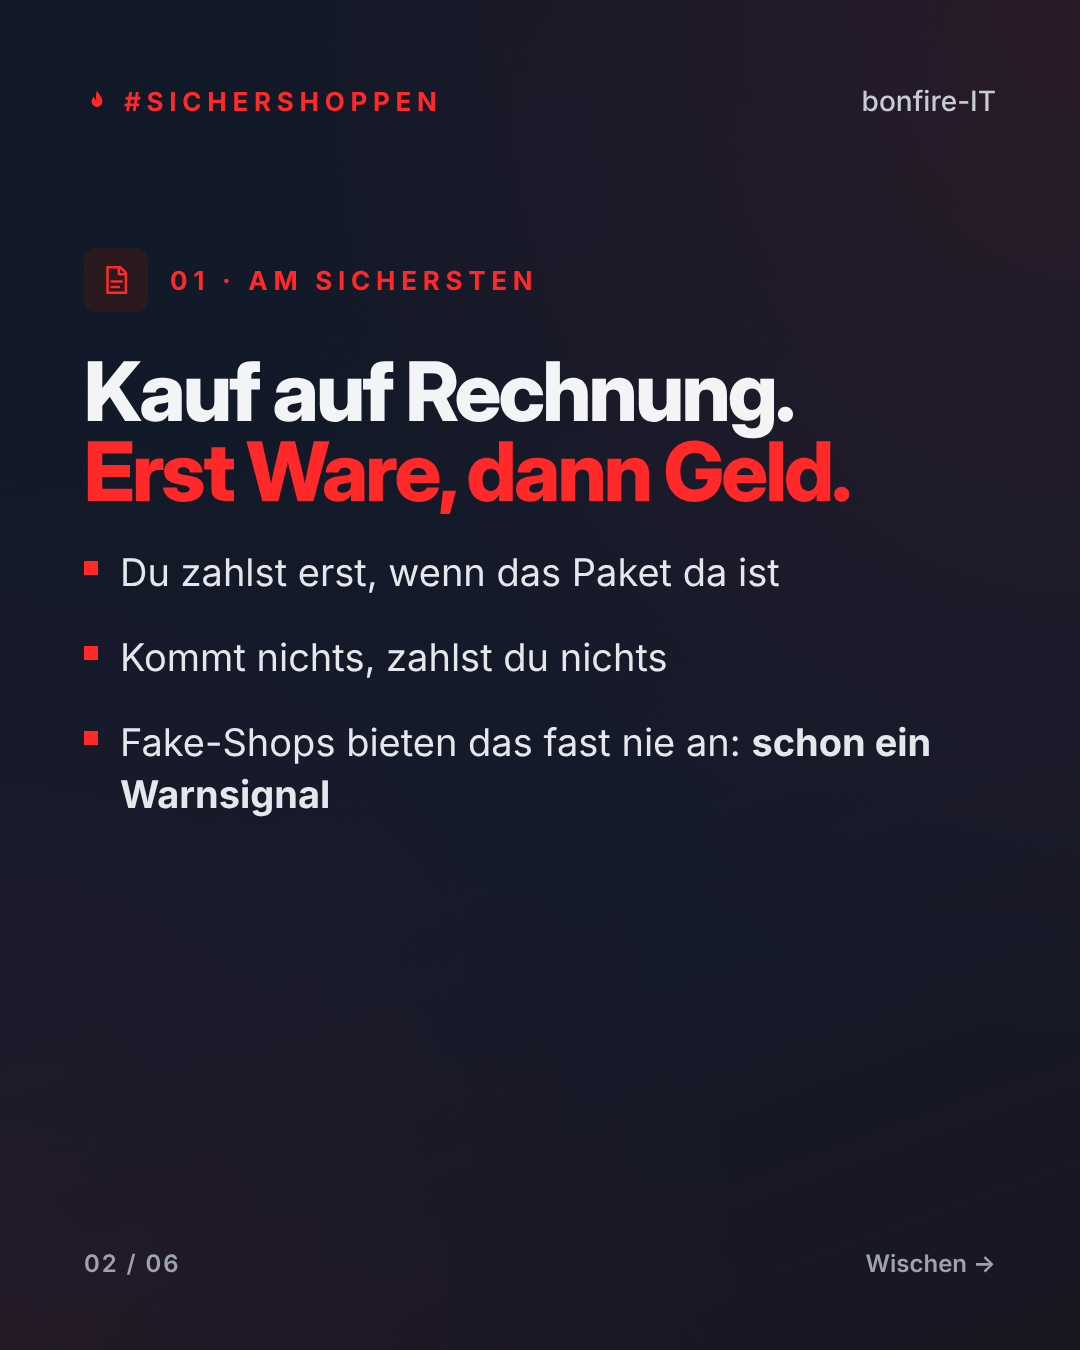 #SICHERSHOPPEN
bonfire-IT
01 · AM SICHERSTEN
Kauf auf Rechnung.
Erst Ware, dann Geld.
Du zahlst erst, wenn das Paket da ist
Kommt nichts, zahlst du nichts
Fake-Shops bieten das fast nie an: schon ein
Warnsignal
02 / 06
Wischen →